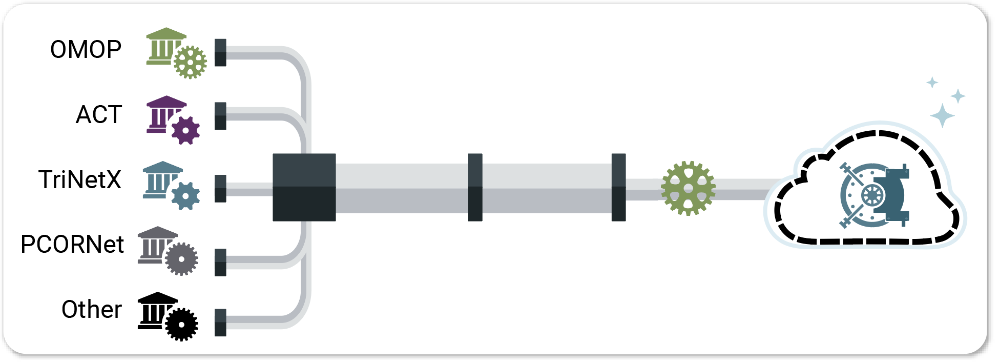 OMOP
ACT
TriNetX
PCORNet
Other